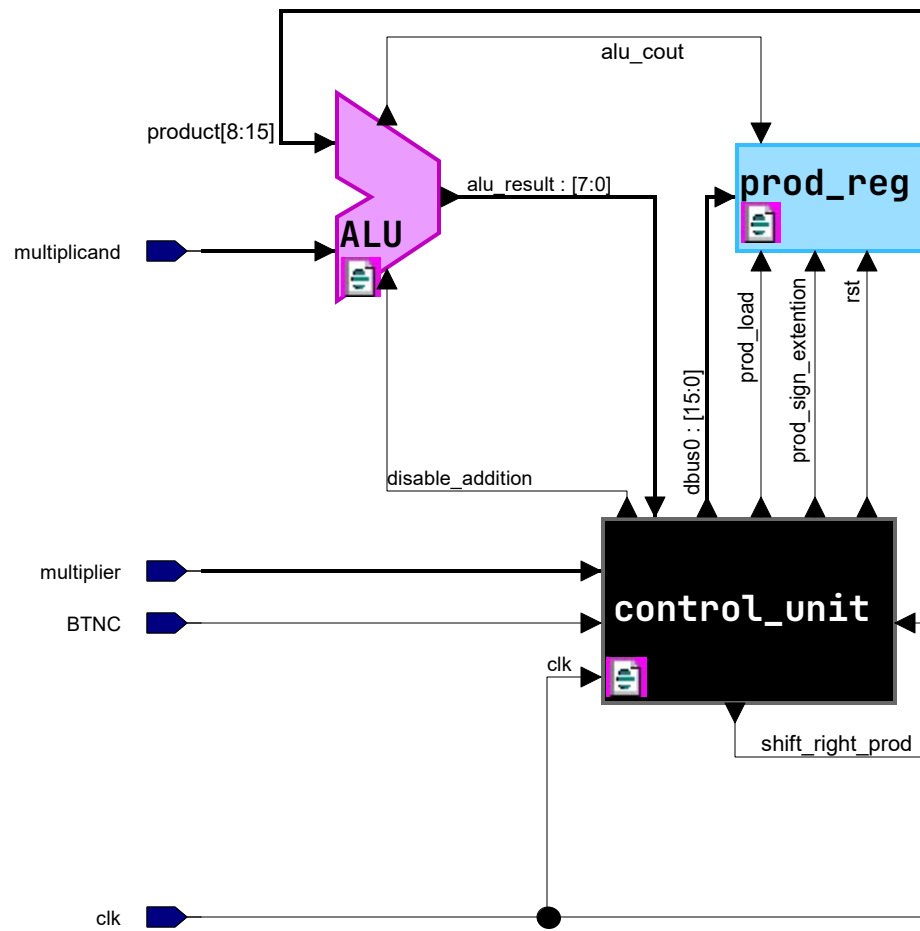 alu_cout
product[8:15]
alu_result : [7:0]
prod_reg
ALU
multiplicand
prod_load
prod_sign_extention
rst
dbus0 : [15:0]
disable_addition
multiplier
control_unit
BTNC
clk
shift_right_prod
clk